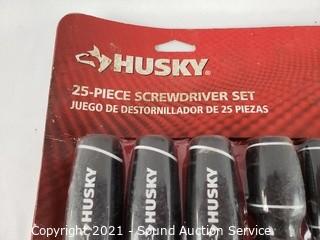 HUSKY®
25-PIECE SCREWDRIVER SET
JUEGO DE DESTORNILLADOR DE 25 PIEZAS
HUSKY
HUSKY
HUSKY
Copyright 2021 - Sound Auction Service